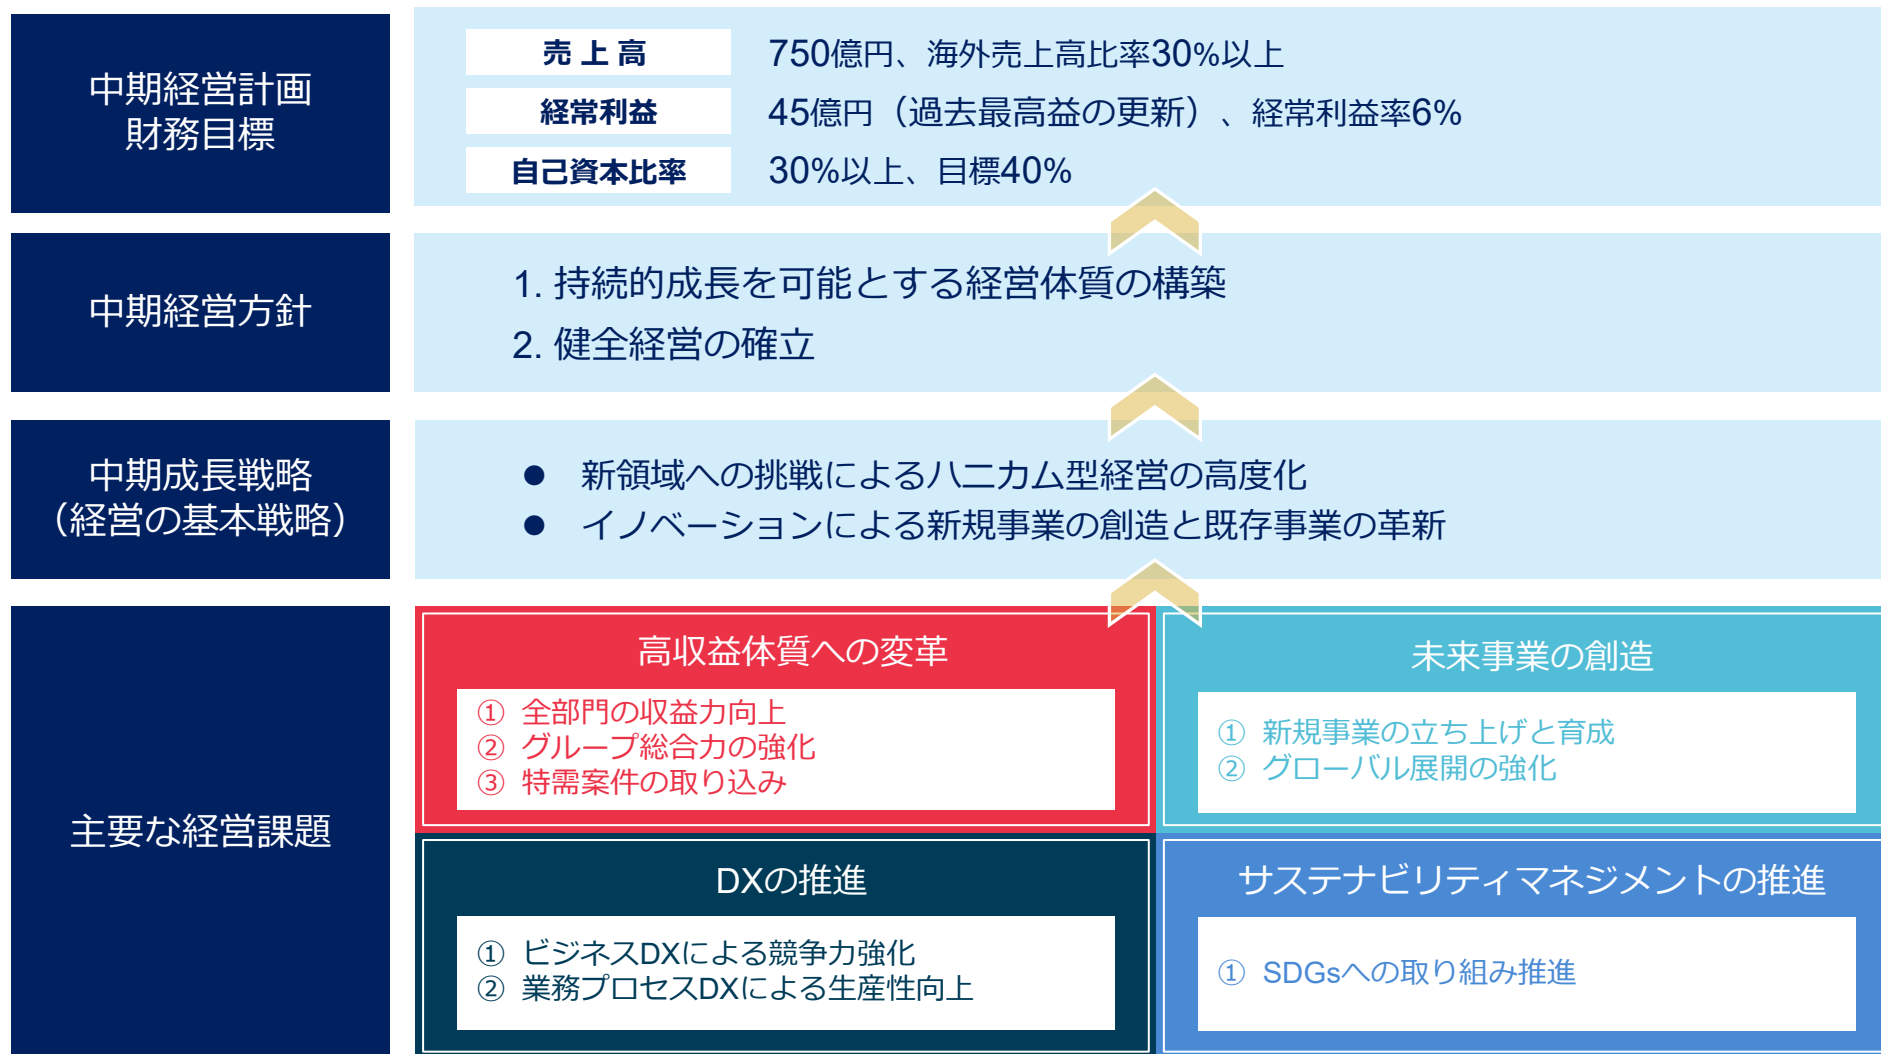 中期経営計画
財務目標
売上高
750億円、海外売上高比率30%以上
経常利益
45億円（過去最高益の更新）、経常利益率6%
自己資本比率
30%以上、目標40%
中期経営方針
1. 持続的成長を可能とする経営体質の構築
2. 健全経営の確立
中期成長戦略
（経営の基本戦略）
● 新領域への挑戦によるハニカム型経営の高度化
● イノベーションによる新規事業の創造と既存事業の革新
主要な経営課題
高収益体質への変革
① 全部門の収益力向上
② グループ総合力の強化
③ 特需案件の取り込み
未来事業の創造
① 新規事業の立ち上げと育成
② グローバル展開の強化
DXの推進
① ビジネスDXによる競争力強化
② 業務プロセスDXによる生産性向上
サステナビリティマネジメントの推進
① SDGsへの取り組み推進